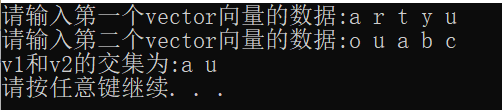 请输入第一个vector向量的数据:a r t y u
请输入第二个vector向量的数据:o u a b c
v1和v2的交集为:a u
请按任意键继续. . .